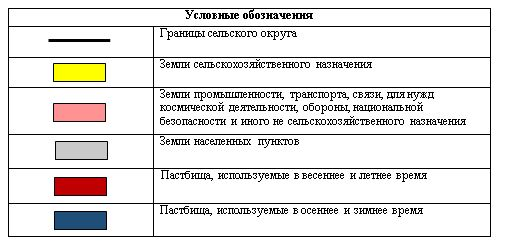 Условные обозначения
Границы сельского округа
Земли сельскохозяйственного назначения
Земли промышленности, транспорта, связи, для нужд
космической деятельности, обороны, национальной
безопасности и иного не сельскохозяйственного назначения
Земли населенных пунктов
Пастбища, используемые в весеннее и летнее время
Пастбища, используемые в осеннее и зимнее время